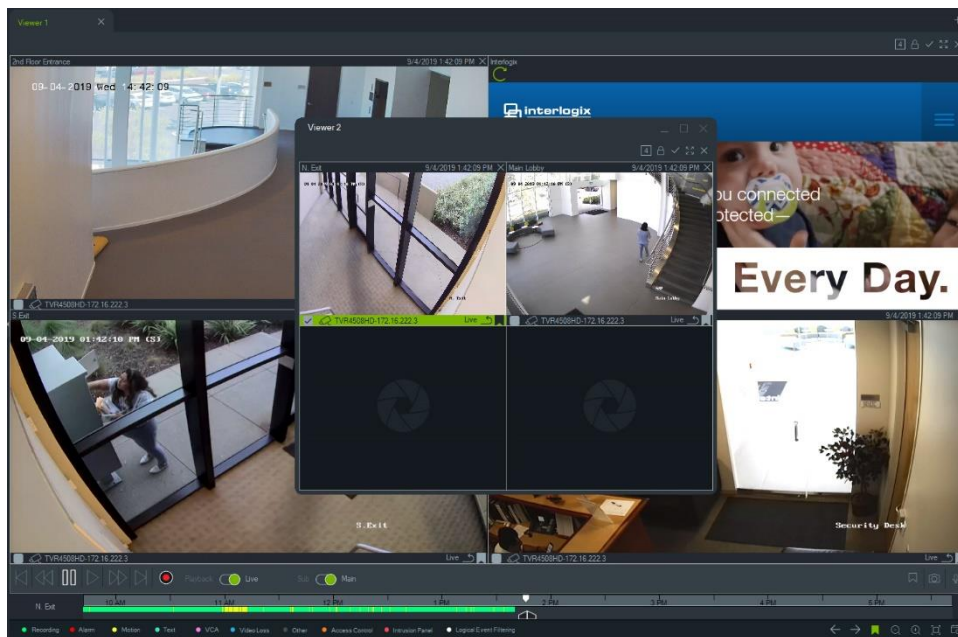 Viewer 1
4
2nd Floor Entrance
9/4/2019 1:42:09 PM
Interlogix
09-04-2019 Wed 14:42:09
interlogix
Viewer 2
4
N. Exit
9/4/2019 1:42:09 PM
Main Lobby
9/4/2019 1:42:09 PM
ou connected
otected—
Every Day.
N. Exit
Main Lobby
TVR4508HD-172.16.222.3
TVR4508HD-172.16.222.3
Live
TVR4508HD-172.16.222.3
Live
S.Exit
9/4/2019 1:42:09 PM
09-04-2019 01:42:10 PM (S)
S.Exit
Security Desk
TVR4508HD-172.16.222.3
Live
TVR4508HD-172.16.222.3
Live
Playback
Live
Sub
Main
N. Exit
10 AM
11 AM
12 PM
1 PM
2 PM
3 PM
4 PM
5 PM
Recording
Alarm
Motion
Text
VCA
Video Loss
Other
Access Control
Intrusion Panel
Logical Event Filtering